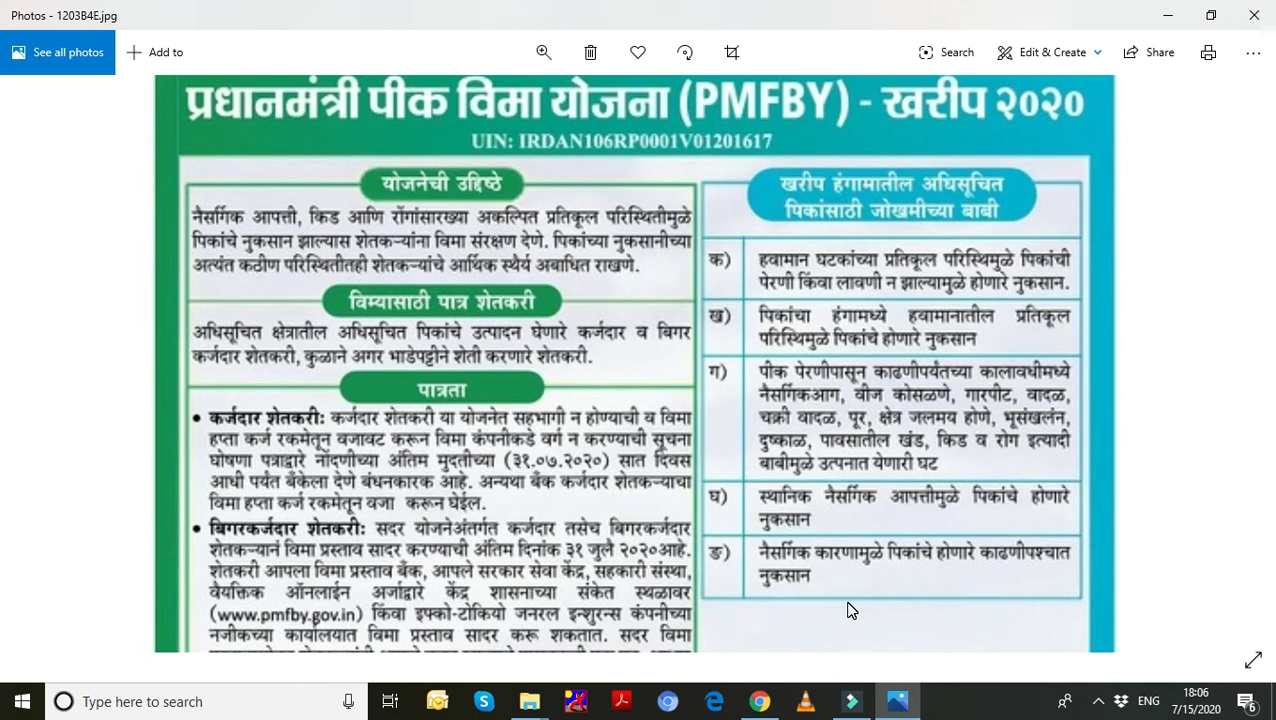 Photos - 1203B4E.jpg
See all photos
Add to
Search
Edit & Create
Share
प्रधानमंत्री पीक विमा योजना (PMFBY) - खरीप २०२०
UIN: IRDAN106RP0001V01201617
योजनेची उद्दिष्ठे
नैसर्गिक आपत्ती, किड आणि रोंगांसारख्या अकल्पित प्रतिकूल परिस्थितीमुळे
पिकांचे नुकसान झाल्यास शेतकऱ्यांना विमा संरक्षण देणे. पिकांच्या नुकसानीच्या
अत्यंत कठीण परिस्थितीतही शेतकऱ्यांचे आर्थिक स्थैर्य अबाधित राखणे.
विम्यासाठी पात्र शेतकरी
अधिसूचित क्षेत्रातील अधिसूचित पिकांचे उत्पादन घेणारे कर्जदार व बिगर
कर्जदार शेतकरी, कुळाने अगर भाडेपट्टीने शेती करणारे शेतकरी.
पात्रता
• कर्जदार शेतकरी: कर्जदार शेतकरी या योजनेत सहभागी न होण्याची व विमा
हप्ता कर्ज रकमेतून वजावट करून विमा कंपनीकडे वर्ग न करण्याची सूचना
घोषणा पत्राद्वारे नोंदणीच्या अंतिम मुदतीच्या (३१.०७.२०२०) सात दिवस
आधी पर्यंत बँकेला देणे बंधनकारक आहे. अन्यथा बँक कर्जदार शेतकऱ्याचा
विमा हप्ता कर्ज रकमेतून वजा करून घेईल.
• बिगरकर्जदार शेतकरी: सदर योजनेअंतर्गत कर्जदार तसेच बिगरकर्जदार
शेतकऱ्यानं विमा प्रस्ताव सादर करण्याची अंतिम दिनांक ३१ जुलै २०२०आहे.
शेतकरी आपला विमा प्रस्ताव बँक, आपले सरकार सेवा केंद्र, सहकारी संस्था,
वैयक्तिक ऑनलाईन अर्जाद्वारे केंद्र शासनाच्या संकेत स्थळावर
(www.pmfby.gov.in) किंवा इफ्को-टोकियो जनरल इन्शुरन्स कंपनीच्या
नजीकच्या कार्यालयात विमा प्रस्ताव सादर करू शकतात. सदर विमा
खरीप हंगामातील अधिसूचित
पिकांसाठी जोखमीच्या बाबी
क) हवामान घटकांच्या प्रतिकूल परिस्थिमुळे पिकांची
पेरणी किंवा लावणी न झाल्यामुळे होणारे नुकसान.
ख) पिकांचा हंगामध्ये हवामानातील प्रतिकूल
परिस्थिमुळे पिकांचे होणारे नुकसान
ग) पीक पेरणीपासून काढणीपर्यंतच्या कालावधीमध्ये
नैसर्गिकआग, वीज कोसळणे, गारपीट, वादळ,
चक्री वादळ, पूर, क्षेत्र जलमय होणे, भूसंखलंन,
दुष्काळ, पावसातील खंड, किड व रोग इत्यादी
बाबीमुळे उत्पनात येणारी घट
घ) स्थानिक नैसर्गिक आपत्तीमुळे पिकांचे होणारे
नुकसान
ङ) नैसर्गिक कारणामुळे पिकांचे होणारे काढणीपश्चात
नुकसान
Type here to search
ENG
18:06
7/15/2020
6